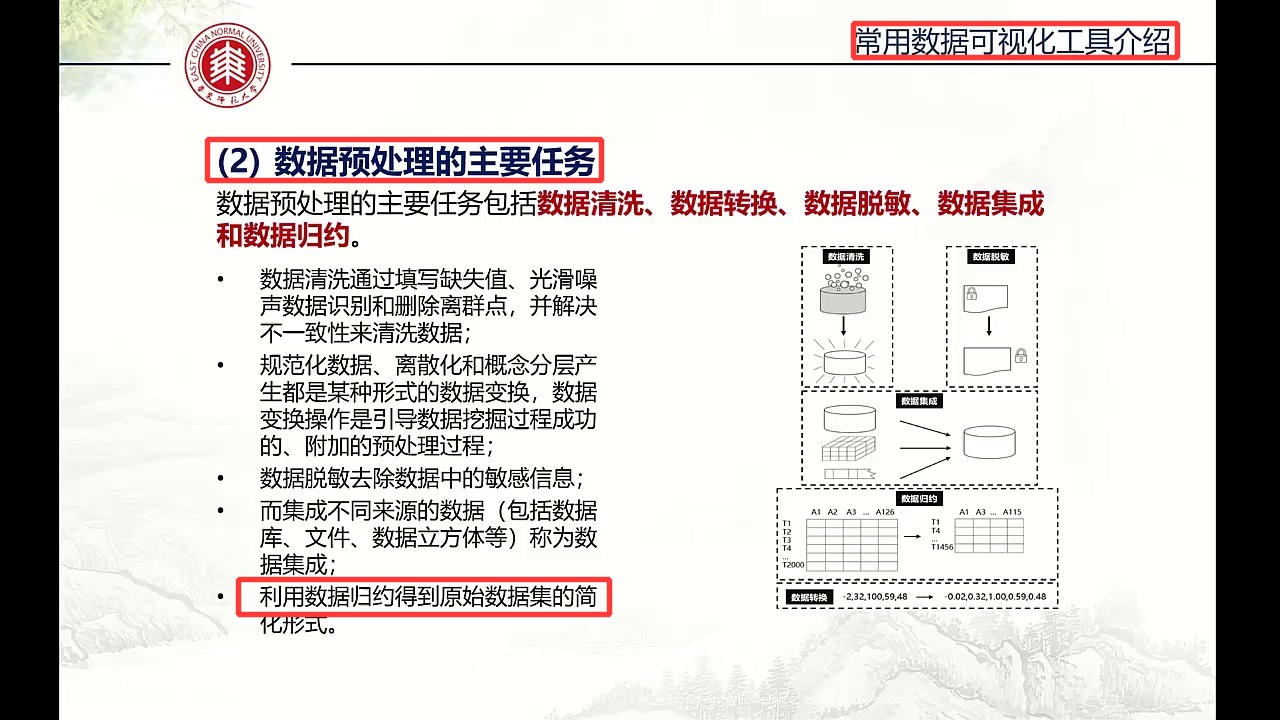 常用数据可视化工具介绍
EAST CHINA NORMAL UNIVERSITY
華東師範大学
(2) 数据预处理的主要任务
数据预处理的主要任务包括数据清洗、数据转换、数据脱敏、数据集成
和数据归约。
• 数据清洗通过填写缺失值、光滑噪
声数据识别和删除离群点，并解决
不一致性来清洗数据；
• 规范化数据、离散化和概念分层产
生都是某种形式的数据变换，数据
变换操作是引导数据挖掘过程成功
的、附加的预处理过程；
• 数据脱敏去除数据中的敏感信息；
• 而集成不同来源的数据（包括数据
库、文件、数据立方体等）称为数
据集成；
• 利用数据归约得到原始数据集的简
化形式。
数据清洗
数据脱敏
数据集成
数据归约
A1 A2 A3 ... A126
T1
T2
T3
T4
...
T2000
A1 A3 ... A115
T1
T4
...
T1456
数据转换 -2,32,100,59,48 -0.02,0.32,1.00,0.59,0.48